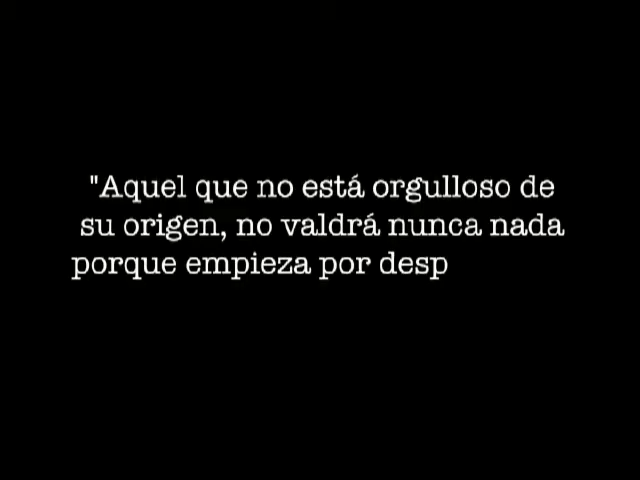 "Aquel que no está orgulloso de
su origen, no valdrá nunca nada
porque empieza por desp